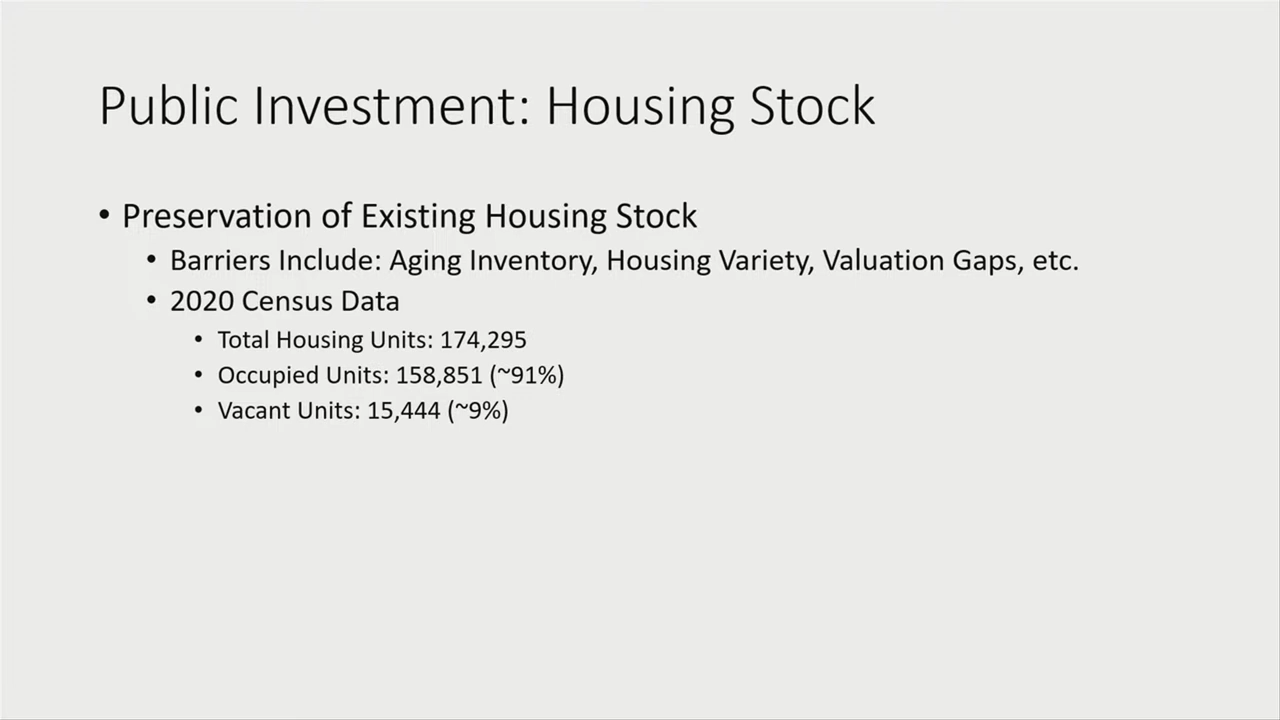 Public Investment: Housing Stock
• Preservation of Existing Housing Stock
• Barriers Include: Aging Inventory, Housing Variety, Valuation Gaps, etc.
• 2020 Census Data
• Total Housing Units: 174,295
• Occupied Units: 158,851 (~91%)
• Vacant Units: 15,444 (~9%)